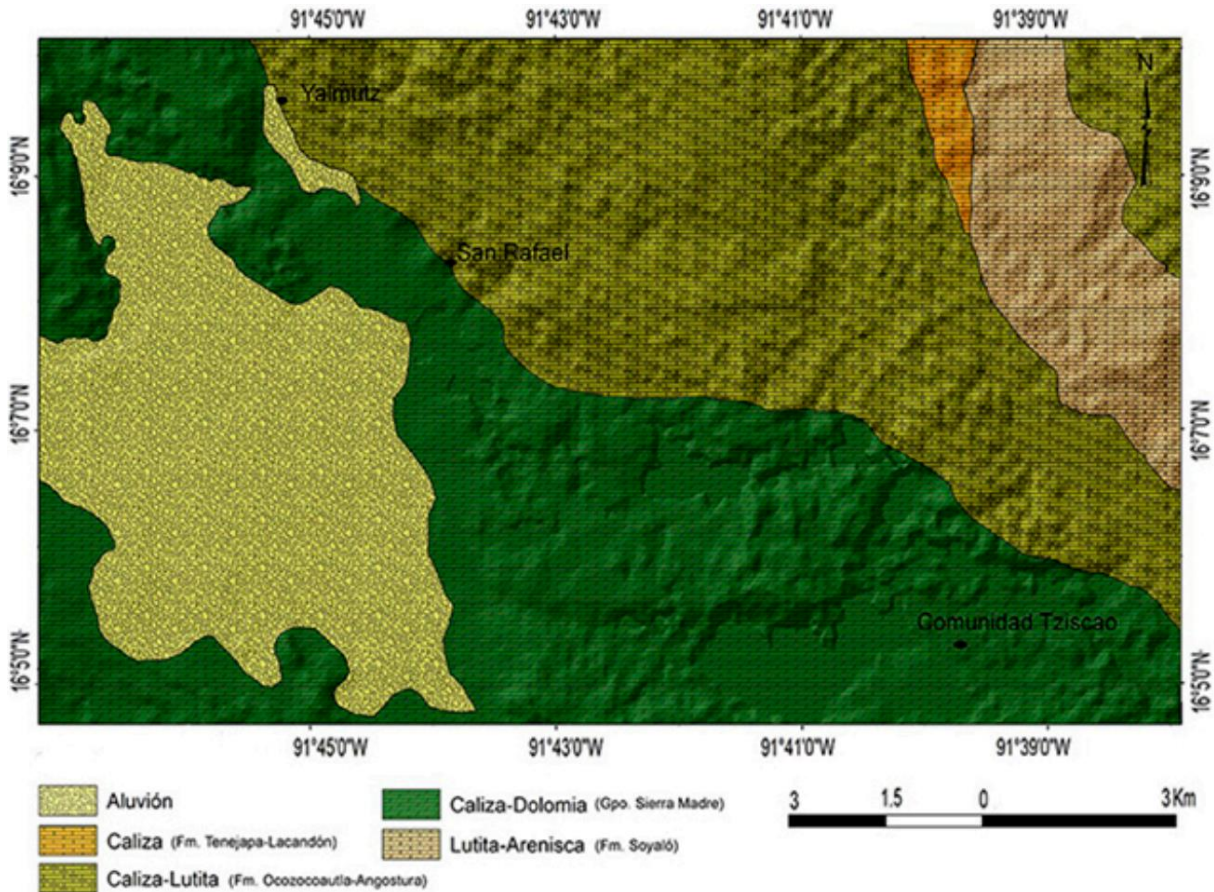 91°45'0"W 91°43'0"W 91°41'0"W 91°39'0"W
N
Yalmutz
16°9'0"N 16°9'0"N
San Rafael
16°7'0"N 16°7'0"N
Comunidad Tziscao
16°5'0"N 16°5'0"N
91°45'0"W 91°43'0"W 91°41'0"W 91°39'0"W
Aluvión
Caliza (Fm. Tenejapa-Lacandón)
Caliza-Lutita (Fm. Ocozocoautla-Angostura)
Caliza-Dolomia (Gpo. Sierra Madre)
Lutita-Arenisca (Fm. Soyaló)
3 1.5 0 3Km